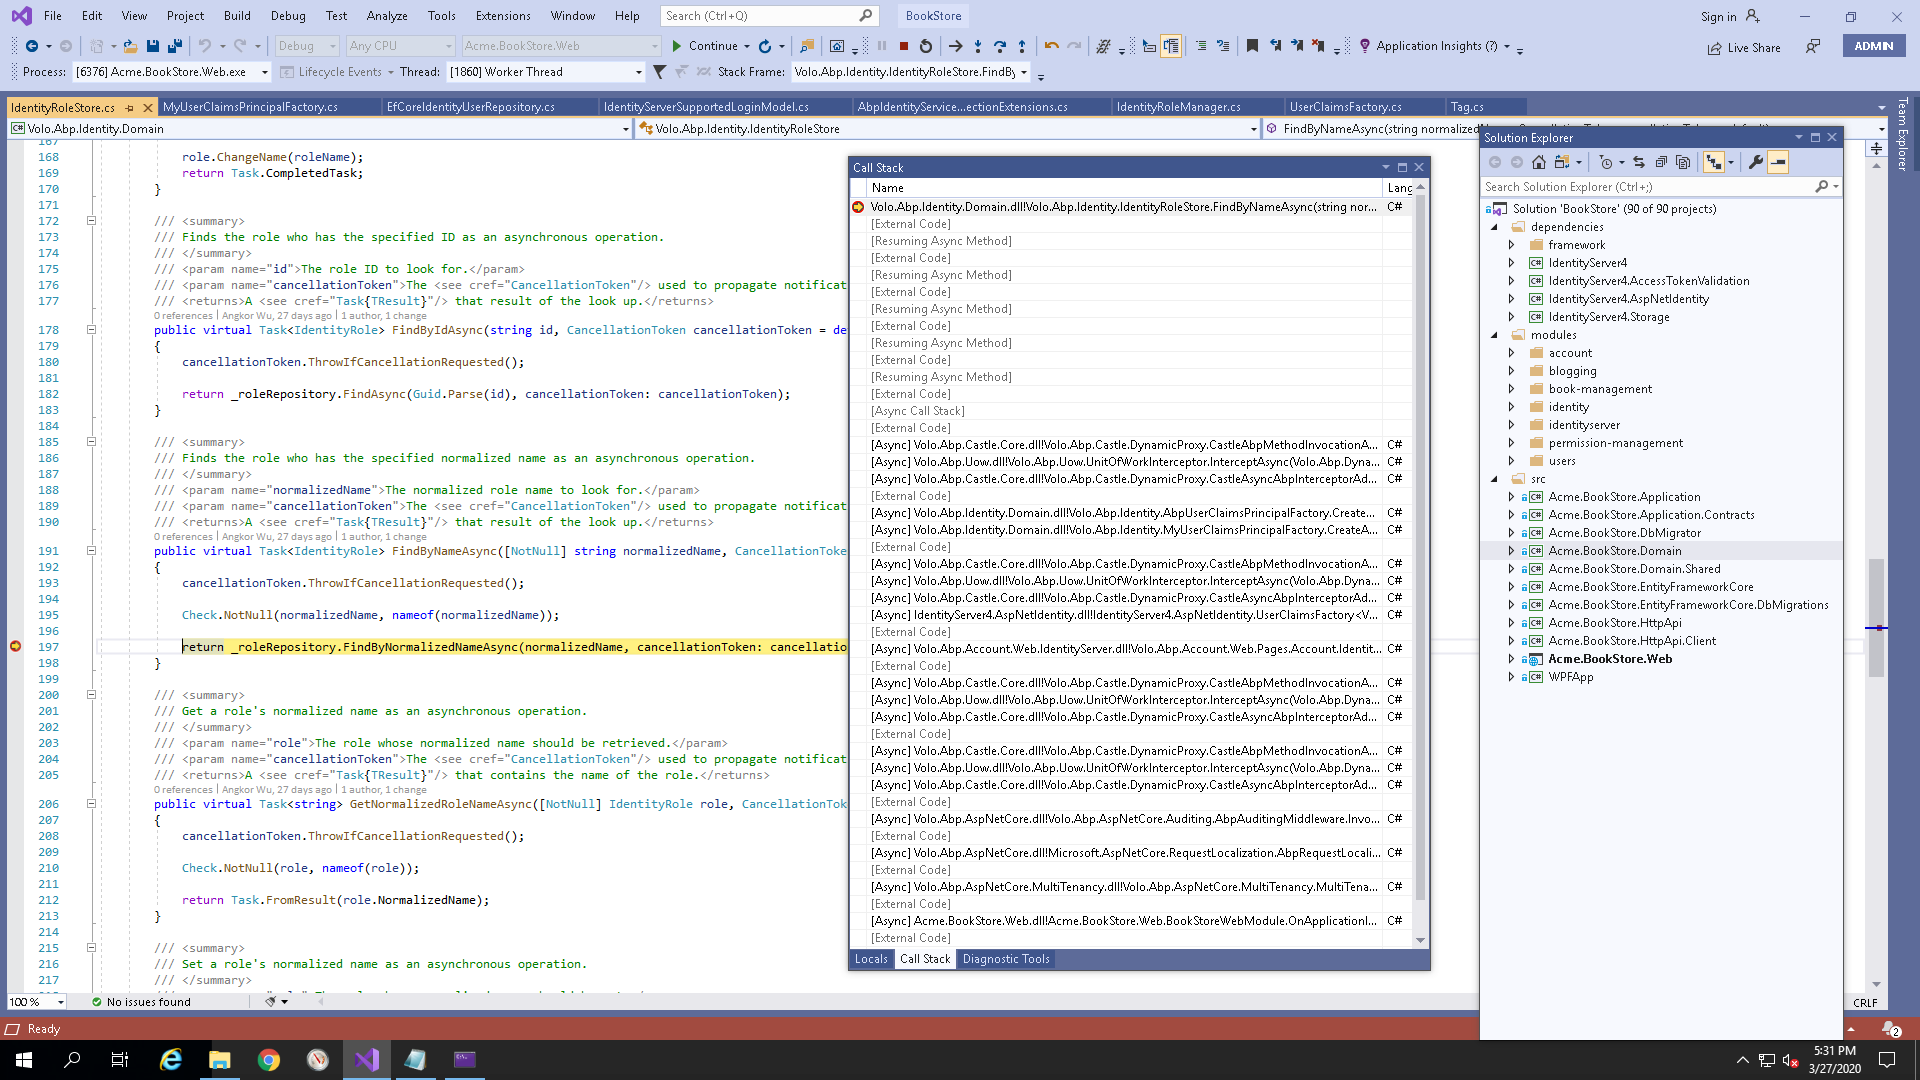 File Edit View Project Build Debug Test Analyze Tools Extensions Window Help Search (Ctrl+Q) BookStore Sign in
Debug Any CPU Acme.BookStore.Web Continue Application Insights (?) Live Share ADMIN
Process: [6376] Acme.BookStore.Web.exe Lifecycle Events Thread: [1860] Worker Thread Stack Frame: Volo.Abp.Identity.IdentityRoleStore.FindBy
IdentityRoleStore.cs MyUserClaimsPrincipalFactory.cs EfCoreIdentityUserRepository.cs IdentityServerSupportedLoginModel.cs AbpIdentityService...ectionExtensions.cs IdentityRoleManager.cs UserClaimsFactory.cs Tag.cs
Volo.Abp.Identity.Domain Volo.Abp.Identity.IdentityRoleStore
167
168 role.ChangeName(roleName);
169 return Task.CompletedTask;
170 }
171
172 /// <summary>
173 /// Finds the role who has the specified ID as an asynchronous operation.
174 /// </summary>
175 /// <param name="id">The role ID to look for.</param>
176 /// <param name="cancellationToken">The <see cref="CancellationToken"/> used to propagate notificat
177 /// <returns>A <see cref="Task{TResult}"/> that result of the look up.</returns>
0 references | Angkor Wu, 27 days ago | 1 author, 1 change
178 public virtual Task<IdentityRole> FindByIdAsync(string id, CancellationToken cancellationToken = de
179 {
180 cancellationToken.ThrowIfCancellationRequested();
181
182 return _roleRepository.FindAsync(Guid.Parse(id), cancellationToken: cancellationToken);
183 }
184
185 /// <summary>
186 /// Finds the role who has the specified normalized name as an asynchronous operation.
187 /// </summary>
188 /// <param name="normalizedName">The normalized role name to look for.</param>
189 /// <param name="cancellationToken">The <see cref="CancellationToken"/> used to propagate notificat
190 /// <returns>A <see cref="Task{TResult}"/> that result of the look up.</returns>
0 references | Angkor Wu, 27 days ago | 1 author, 1 change
191 public virtual Task<IdentityRole> FindByNameAsync([NotNull] string normalizedName, CancellationToke
192 {
193 cancellationToken.ThrowIfCancellationRequested();
194
195 Check.NotNull(normalizedName, nameof(normalizedName));
196
197 return _roleRepository.FindByNormalizedNameAsync(normalizedName, cancellationToken: cancellation
198 }
199
200 /// <summary>
201 /// Get a role's normalized name as an asynchronous operation.
202 /// </summary>
203 /// <param name="role">The role whose normalized name should be retrieved.</param>
204 /// <param name="cancellationToken">The <see cref="CancellationToken"/> used to propagate notificat
205 /// <returns>A <see cref="Task{TResult}"/> that contains the name of the role.</returns>
0 references | Angkor Wu, 27 days ago | 1 author, 1 change
206 public virtual Task<string> GetNormalizedRoleNameAsync([NotNull] IdentityRole role, CancellationTok
207 {
208 cancellationToken.ThrowIfCancellationRequested();
209
210 Check.NotNull(role, nameof(role));
211
212 return Task.FromResult(role.NormalizedName);
213 }
214
215 /// <summary>
216 /// Set a role's normalized name as an asynchronous operation.
217 /// </summary>
100 % No issues found CRLF
Ready
Call Stack
Name Lang
Volo.Abp.Identity.Domain.dll!Volo.Abp.Identity.IdentityRoleStore.FindByNameAsync(string nor... C#
[External Code]
[Resuming Async Method]
[External Code]
[Resuming Async Method]
[External Code]
[Resuming Async Method]
[External Code]
[Resuming Async Method]
[External Code]
[Resuming Async Method]
[External Code]
[Async Call Stack]
[External Code]
[Async] Volo.Abp.Castle.Core.dll!Volo.Abp.Castle.DynamicProxy.CastleAbpMethodInvocationA... C#
[Async] Volo.Abp.Uow.dll!Volo.Abp.Uow.UnitOfWorkInterceptor.InterceptAsync(Volo.Abp.Dyna... C#
[Async] Volo.Abp.Castle.Core.dll!Volo.Abp.Castle.DynamicProxy.CastleAsyncAbpInterceptorAd... C#
[External Code]
[Async] Volo.Abp.Identity.Domain.dll!Volo.Abp.Identity.AbpUserClaimsPrincipalFactory.Create... C#
[Async] Volo.Abp.Identity.Domain.dll!Volo.Abp.Identity.MyUserClaimsPrincipalFactory.CreateA... C#
[External Code]
[Async] Volo.Abp.Castle.Core.dll!Volo.Abp.Castle.DynamicProxy.CastleAbpMethodInvocationA... C#
[Async] Volo.Abp.Uow.dll!Volo.Abp.Uow.UnitOfWorkInterceptor.InterceptAsync(Volo.Abp.Dyna... C#
[Async] Volo.Abp.Castle.Core.dll!Volo.Abp.Castle.DynamicProxy.CastleAsyncAbpInterceptorAd... C#
[Async] IdentityServer4.AspNetIdentity.dll!IdentityServer4.AspNetIdentity.UserClaimsFactory<V... C#
[External Code]
[Async] Volo.Abp.Account.Web.IdentityServer.dll!Volo.Abp.Account.Web.Pages.Account.Identit... C#
[External Code]
[Async] Volo.Abp.Castle.Core.dll!Volo.Abp.Castle.DynamicProxy.CastleAbpMethodInvocationA... C#
[Async] Volo.Abp.Uow.dll!Volo.Abp.Uow.UnitOfWorkInterceptor.InterceptAsync(Volo.Abp.Dyna... C#
[Async] Volo.Abp.Castle.Core.dll!Volo.Abp.Castle.DynamicProxy.CastleAsyncAbpInterceptorAd... C#
[External Code]
[Async] Volo.Abp.Castle.Core.dll!Volo.Abp.Castle.DynamicProxy.CastleAbpMethodInvocationA... C#
[Async] Volo.Abp.Uow.dll!Volo.Abp.Uow.UnitOfWorkInterceptor.InterceptAsync(Volo.Abp.Dyna... C#
[Async] Volo.Abp.Castle.Core.dll!Volo.Abp.Castle.DynamicProxy.CastleAsyncAbpInterceptorAd... C#
[External Code]
[Async] Volo.Abp.AspNetCore.dll!Volo.Abp.AspNetCore.Auditing.AbpAuditingMiddleware.Invo... C#
[External Code]
[Async] Volo.Abp.AspNetCore.dll!Microsoft.AspNetCore.RequestLocalization.AbpRequestLocali... C#
[External Code]
[Async] Volo.Abp.AspNetCore.MultiTenancy.dll!Volo.Abp.AspNetCore.MultiTenancy.MultiTena... C#
[External Code]
[Async] Acme.BookStore.Web.dll!Acme.BookStore.Web.BookStoreWebModule.OnApplicationI... C#
[External Code]
Locals Call Stack Diagnostic Tools
Solution Explorer
Search Solution Explorer (Ctrl+;)
Solution 'BookStore' (90 of 90 projects)
dependencies
framework
IdentityServer4
IdentityServer4.AccessTokenValidation
IdentityServer4.AspNetIdentity
IdentityServer4.Storage
modules
account
blogging
book-management
identity
identityserver
permission-management
users
src
Acme.BookStore.Application
Acme.BookStore.Application.Contracts
Acme.BookStore.DbMigrator
Acme.BookStore.Domain
Acme.BookStore.Domain.Shared
Acme.BookStore.EntityFrameworkCore
Acme.BookStore.EntityFrameworkCore.DbMigrations
Acme.BookStore.HttpApi
Acme.BookStore.HttpApi.Client
Acme.BookStore.Web
WPFApp
Team Explorer
2
5:31 PM
3/27/2020